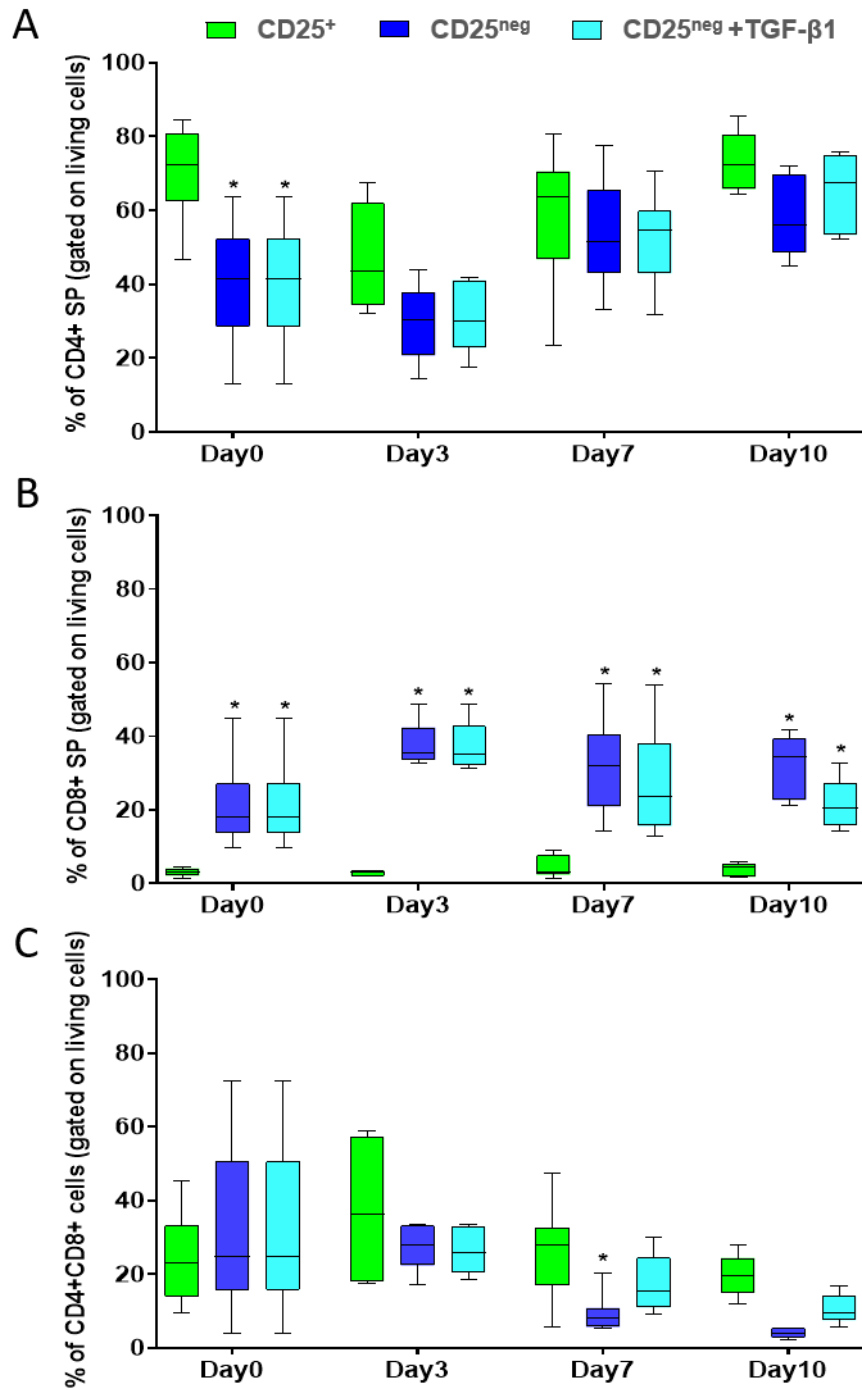 A
CD25⁺ CD25ⁿᵉᵍ CD25ⁿᵉᵍ +TGF-β1
% of CD4+ SP (gated on living cells)
100
80
60
40
20
0
* *
Day0 Day3 Day7 Day10
B
% of CD8+ SP (gated on living cells)
100
80
60
40
20
0
* * * * * * * *
Day0 Day3 Day7 Day10
C
% of CD4+CD8+ cells (gated on living cells)
100
80
60
40
20
0
*
Day0 Day3 Day7 Day10